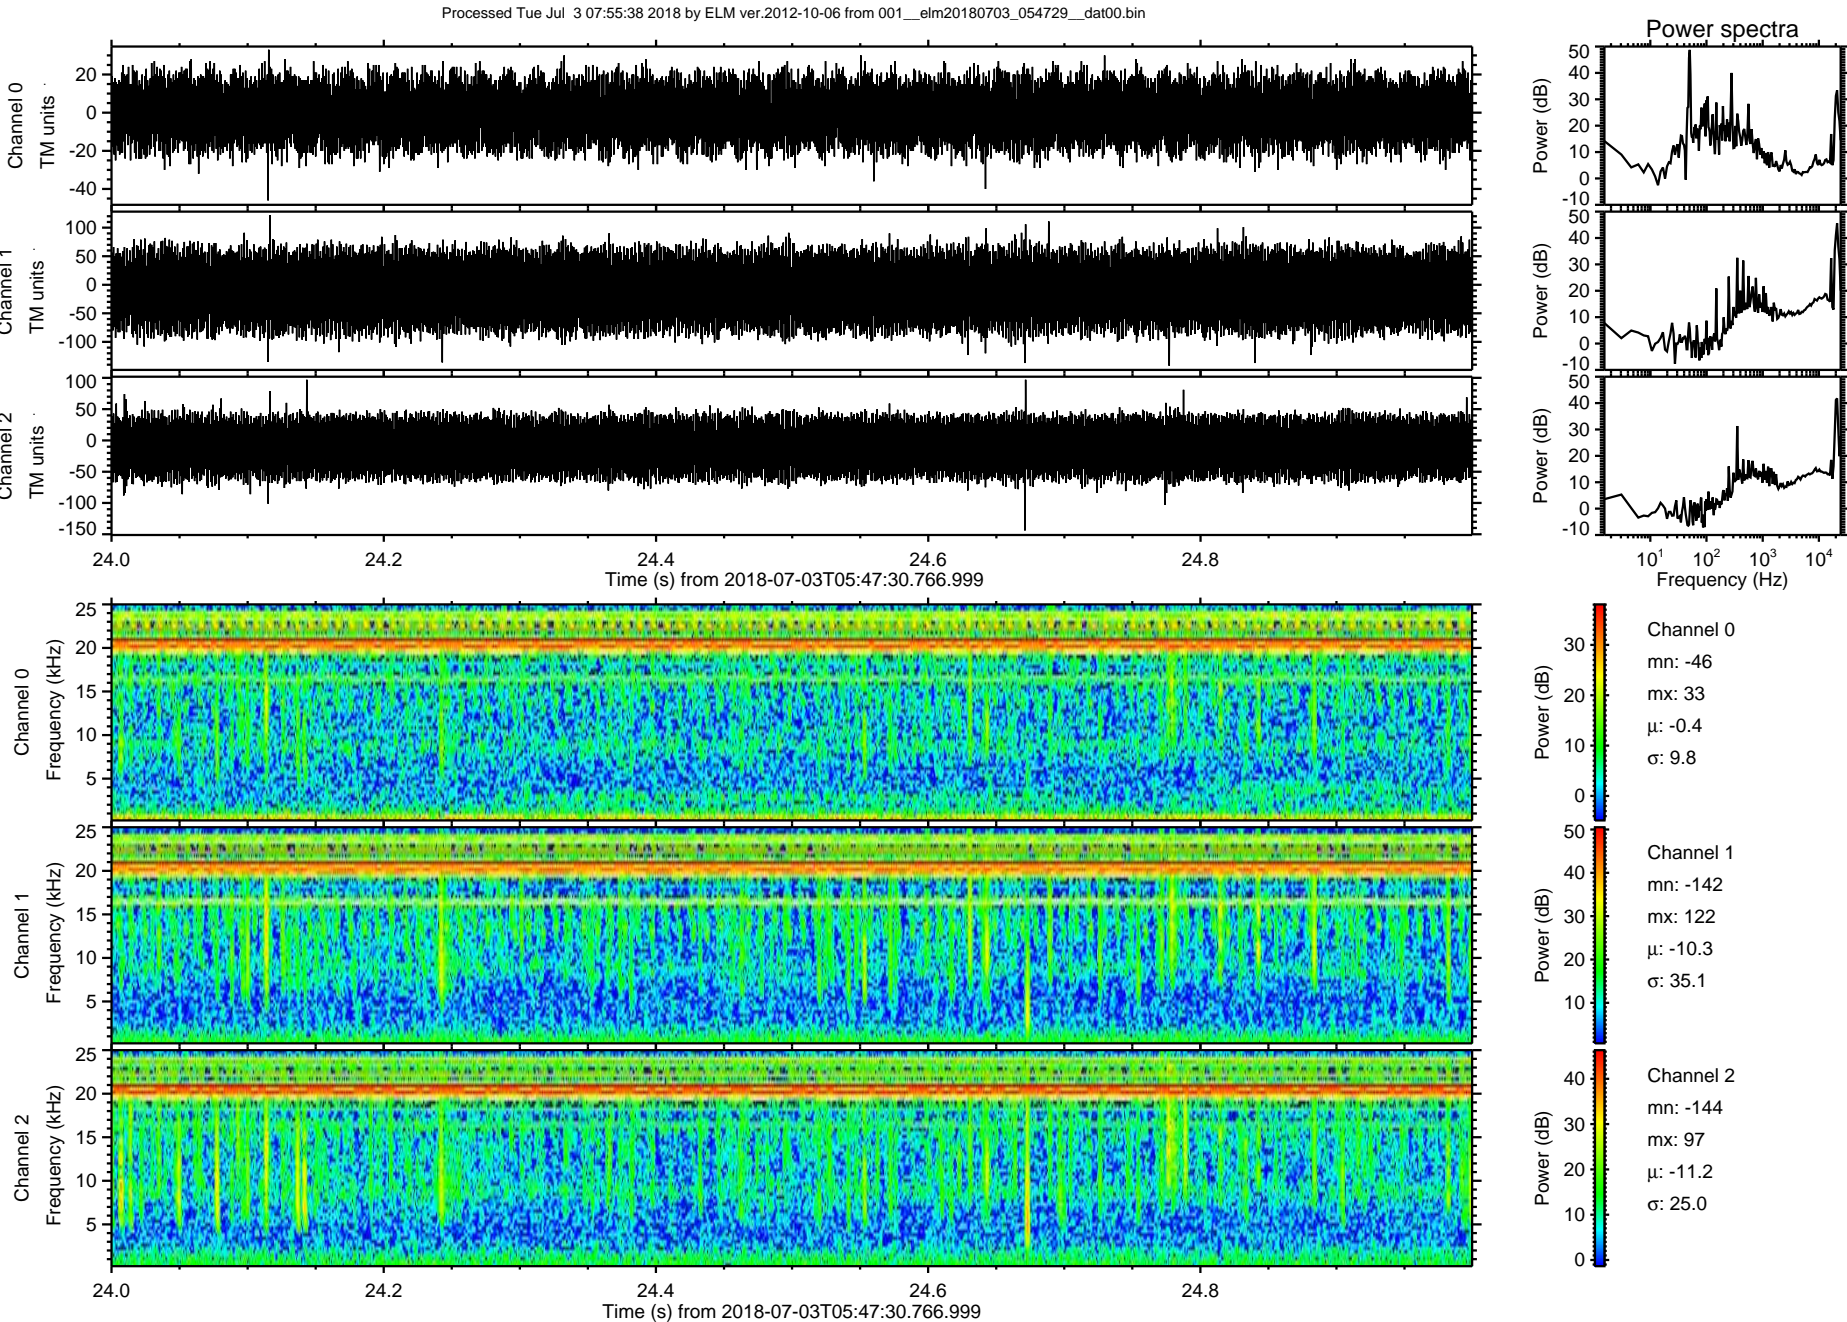 Processed Tue Jul  3 07:55:38 2018 by ELM ver.2012-10-06 from 001__elm20180703_054729__dat00.bin
Power spectra
Channel 0
TM units
20
0
-20
-40
Power (dB)
50
40
30
20
10
0
-10
Channel 1
TM units
100
50
0
-50
-100
Power (dB)
50
40
30
20
10
0
-10
Channel 2
TM units
100
50
0
-50
-100
-150
Power (dB)
50
40
30
20
10
0
-10
24.0 24.2 24.4 24.6 24.8
Time (s) from 2018-07-03T05:47:30.766.999
10¹ 10² 10³ 10⁴
Frequency (Hz)
Channel 0
Frequency (kHz)
25
20
15
10
5
Power (dB)
30
20
10
0
Channel 0
mn: -46
mx: 33
μ: -0.4
σ: 9.8
Channel 1
Frequency (kHz)
25
20
15
10
5
Power (dB)
50
40
30
20
10
Channel 1
mn: -142
mx: 122
μ: -10.3
σ: 35.1
Channel 2
Frequency (kHz)
25
20
15
10
5
Power (dB)
40
30
20
10
0
Channel 2
mn: -144
mx: 97
μ: -11.2
σ: 25.0
24.0 24.2 24.4 24.6 24.8
Time (s) from 2018-07-03T05:47:30.766.999